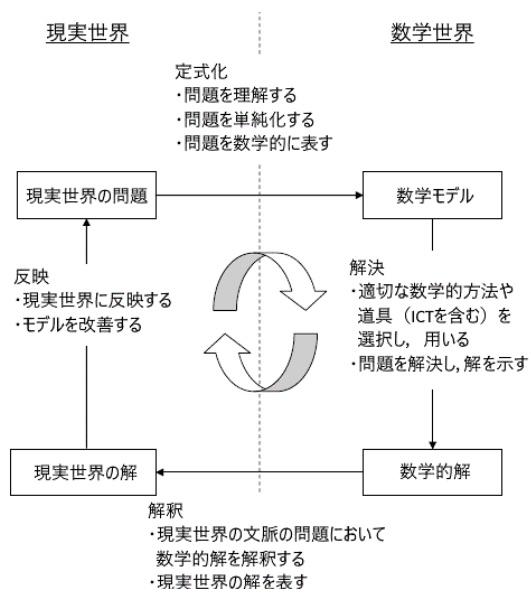 現実世界
数学世界
定式化
・問題を理解する
・問題を単純化する
・問題を数学的に表す
現実世界の問題
数学モデル
反映
・現実世界に反映する
・モデルを改善する
解決
・適切な数学的方法や
道具（ICTを含む）を
選択し，用いる
・問題を解決し，解を示す
現実世界の解
数学的解
解釈
・現実世界の文脈の問題において
数学的解を解釈する
・現実世界の解を表す